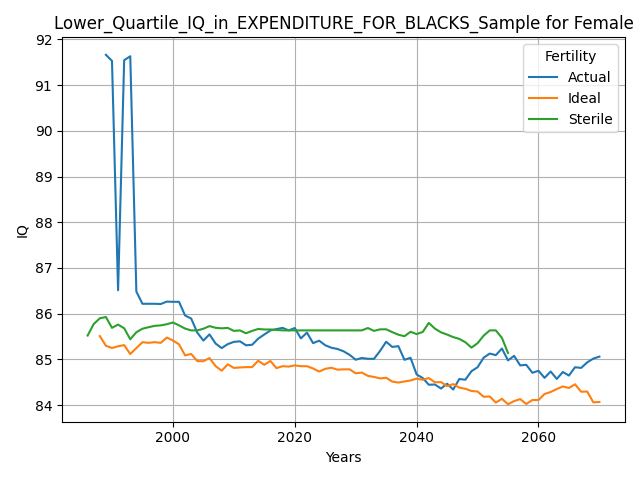 Lower_Quartile_IQ_in_EXPENDITURE_FOR_BLACKS_Sample for Female
92
91
90
89
88
87
86
85
84
IQ
Fertility
Actual
Ideal
Sterile
2000
2020
2040
2060
Years